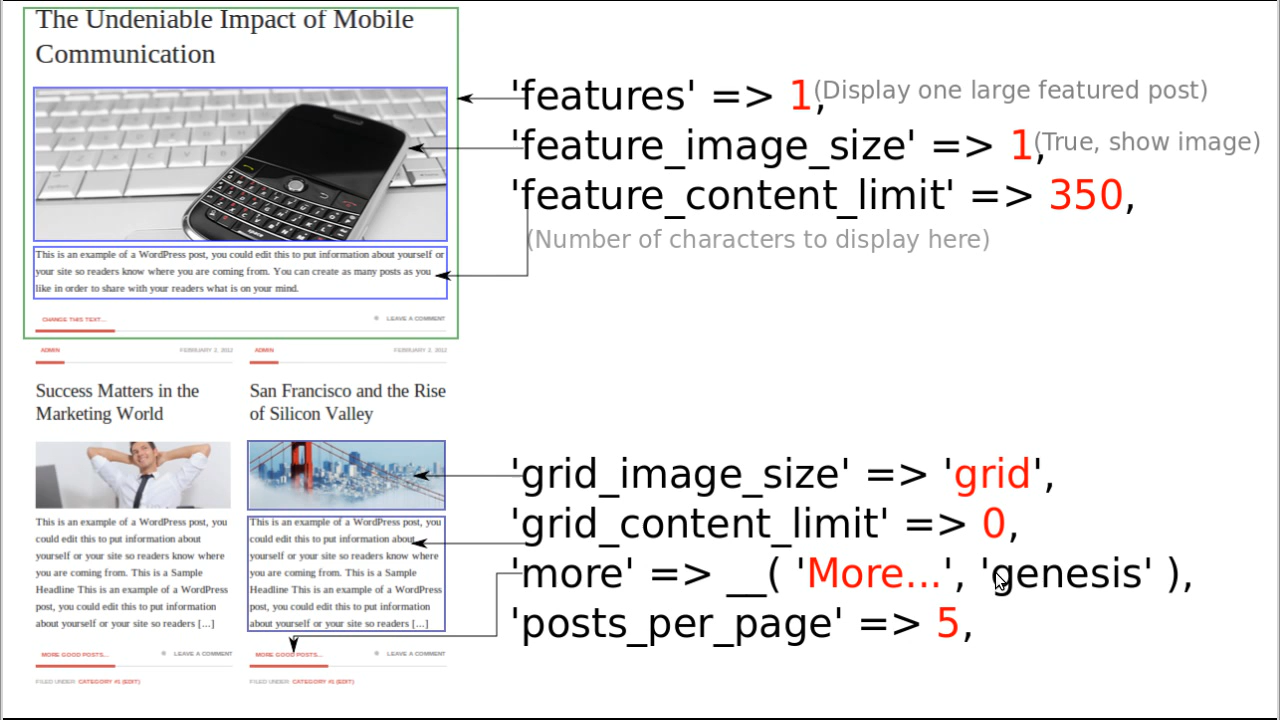 The Undeniable Impact of Mobile
Communication
This is an example of a WordPress post, you could edit this to put information about yourself or
your site so readers know where you are coming from. You can create as many posts as you
like in order to share with your readers what is on your mind.
CHANGE THIS TEXT...
LEAVE A COMMENT
ADMIN
FEBRUARY 2, 2012
Success Matters in the
Marketing World
This is an example of a WordPress post, you
could edit this to put information about
yourself or your site so readers know where
you are coming from. This is a Sample
Headline This is an example of a WordPress
post, you could edit this to put information
about yourself or your site so readers [...]
MORE GOOD POSTS...
LEAVE A COMMENT
FILED UNDER: CATEGORY #1 (EDIT)
ADMIN
FEBRUARY 2, 2012
San Francisco and the Rise
of Silicon Valley
This is an example of a WordPress post, you
could edit this to put information about
yourself or your site so readers know where
you are coming from. This is a Sample
Headline This is an example of a WordPress
post, you could edit this to put information
about yourself or your site so readers [...]
MORE GOOD POSTS...
LEAVE A COMMENT
FILED UNDER: CATEGORY #1 (EDIT)
'features' => 1, (Display one large featured post)
'feature_image_size' => 1, (True, show image)
'feature_content_limit' => 350,
(Number of characters to display here)
'grid_image_size' => 'grid',
'grid_content_limit' => 0,
'more' => __( 'More...', 'genesis' ),
'posts_per_page' => 5,